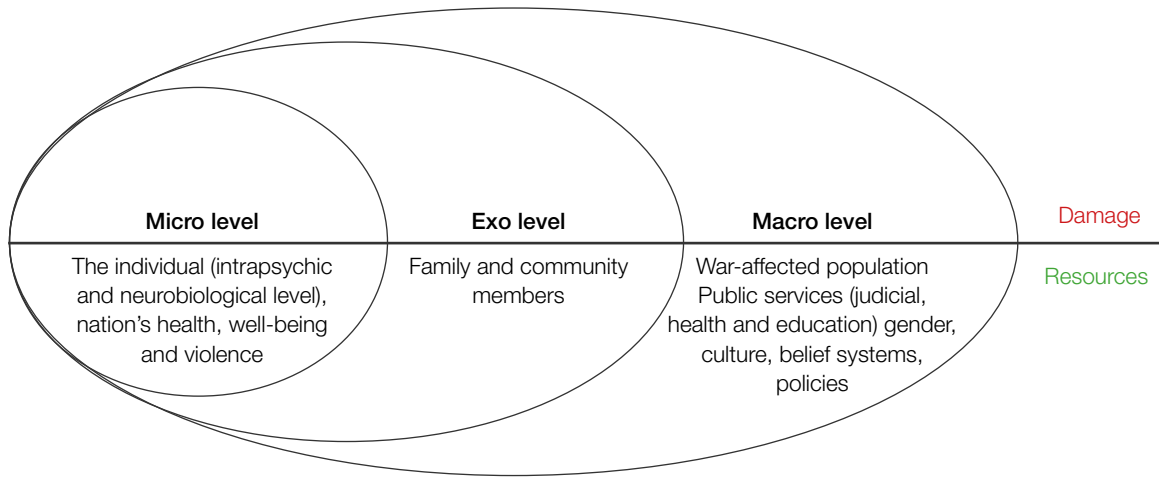 Micro level
The individual (intrapsychic
and neurobiological level),
nation’s health, well-being
and violence
Exo level
Family and community
members
Macro level
War-affected population
Public services (judicial,
health and education) gender,
culture, belief systems,
policies
Damage
Resources